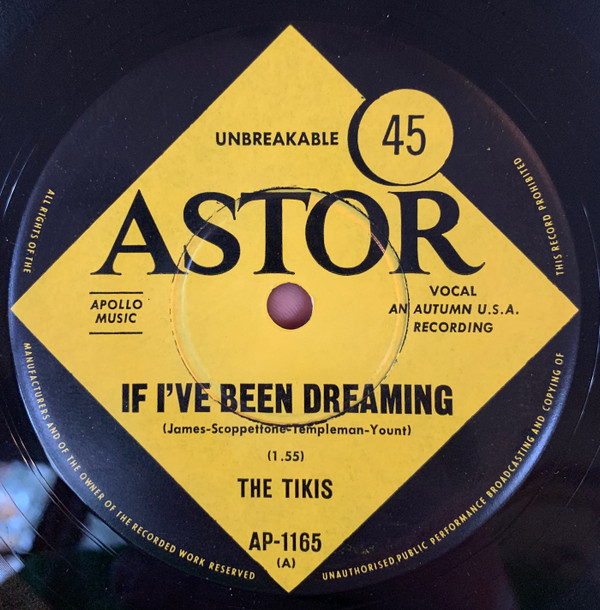 UNBREAKABLE
45
ASTOR
APOLLO
MUSIC
VOCAL
AN AUTUMN U.S.A.
RECORDING
IF I'VE BEEN DREAMING
(James-Scoppettone-Templeman-Yount)
(1.55)
THE TIKIS
AP-1165
(A)
ALL RIGHTS OF THE
MANUFACTURERS AND OF THE OWNER OF THE RECORDED WORK RESERVED
UNAUTHORISED PUBLIC PERFORMANCE BROADCASTING AND COPYING OF
THIS RECORD PROHIBITED